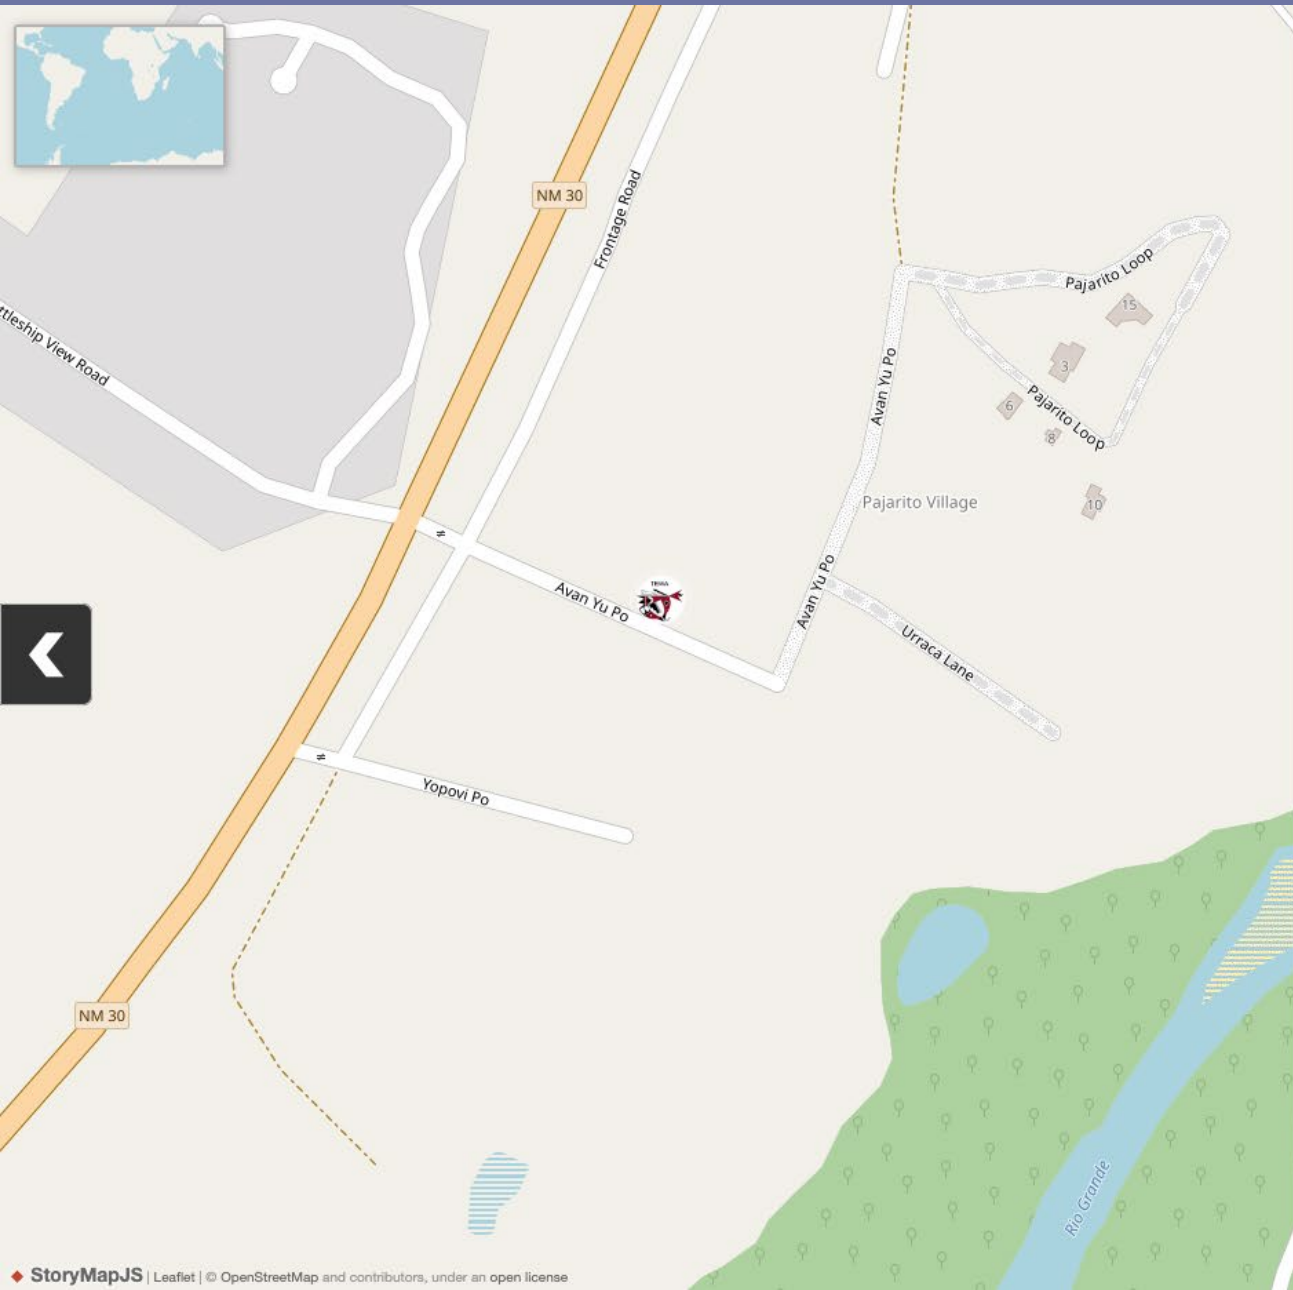 NM 30
Frontage Road
Pajarito Loop
15
ttleship View Road
Avan Yu Po
3
Pajarito Loop
6
8
Pajarito Village
10
Avan Yu Po
TEWA
Avan Yu Po
Urraca Lane
Yopovi Po
NM 30
Rio Grande
StoryMapJS | Leaflet | © OpenStreetMap and contributors, under an open license